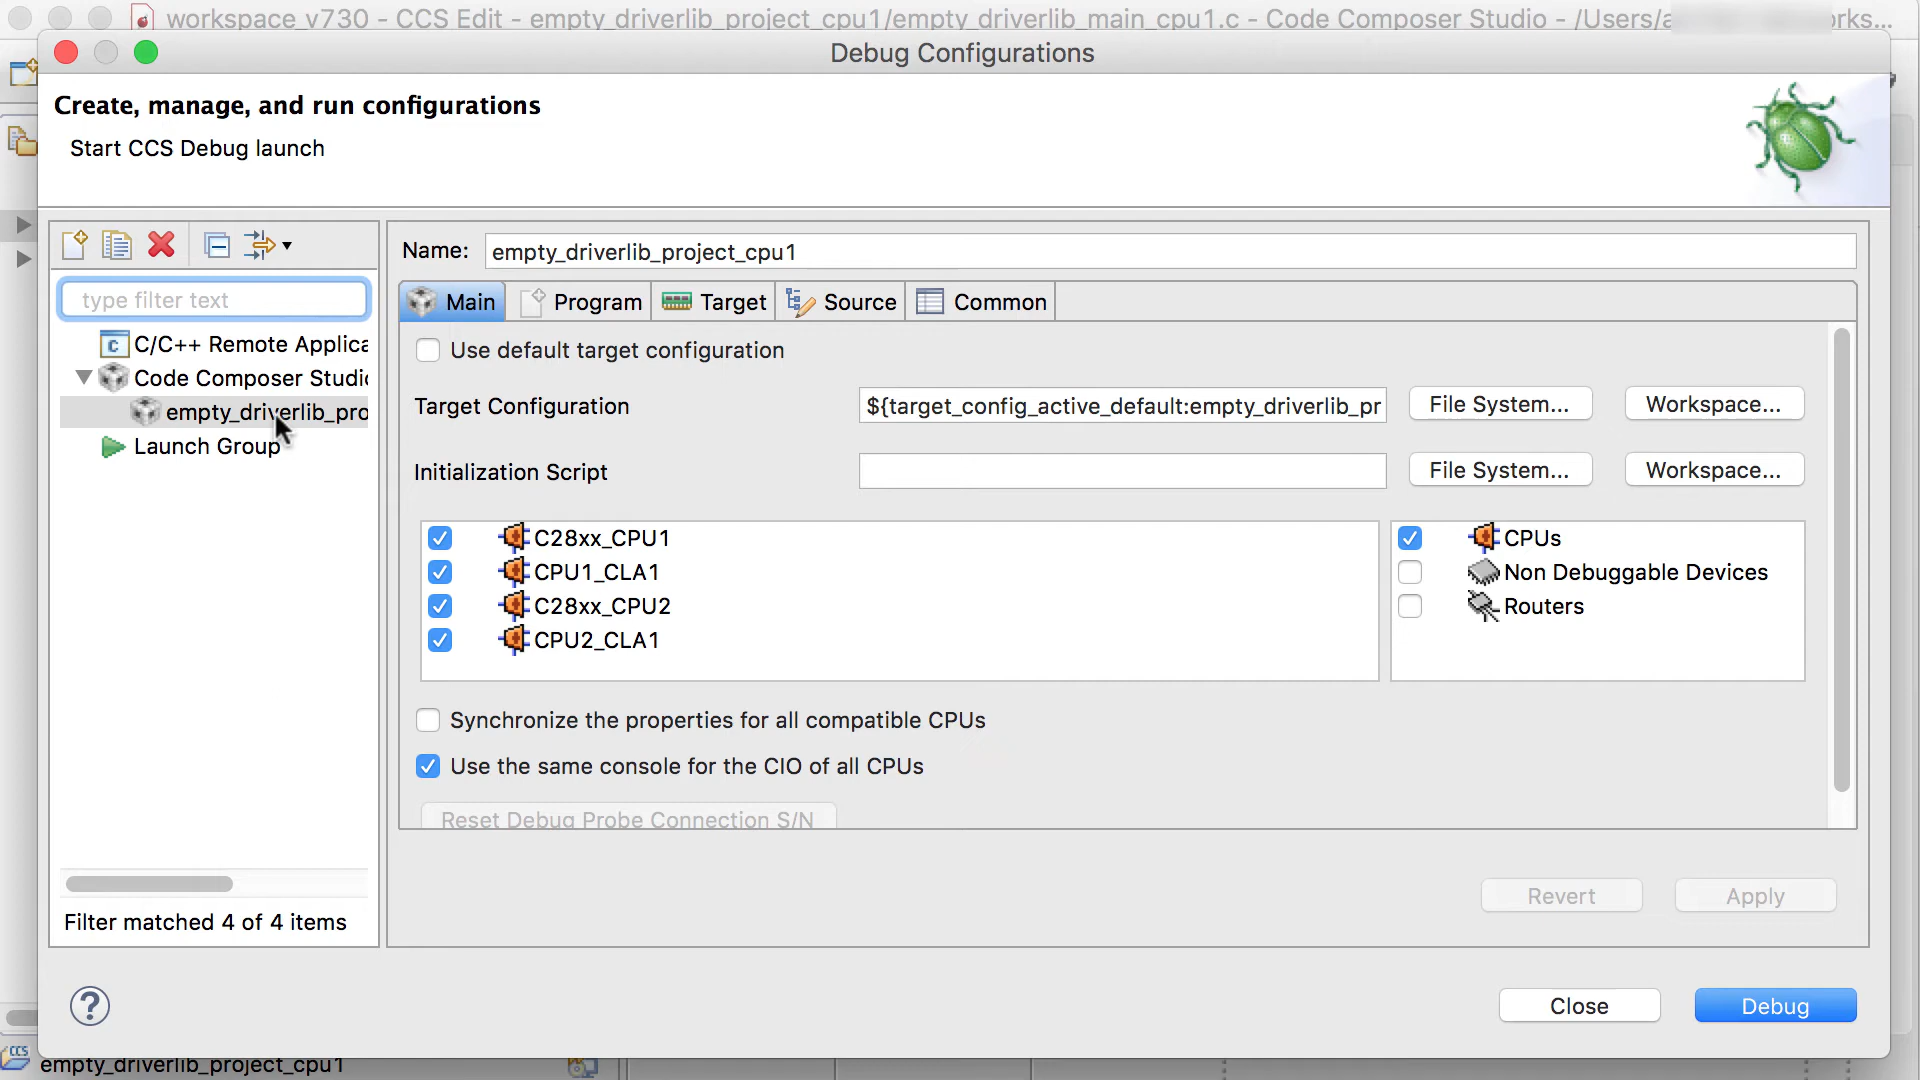 workspace_v730 - CCS Edit - empty_driverlib_project_cpu1/empty_driverlib_main_cpu1.c - Code Composer Studio - /Users/
Debug Configurations
Create, manage, and run configurations
Start CCS Debug launch
Name: empty_driverlib_project_cpu1
type filter text
Main Program Target Source Common
C/C++ Remote Applica
Code Composer Studio
empty_driverlib_pro
Launch Group
Use default target configuration
Target Configuration ${target_config_active_default:empty_driverlib_pr File System... Workspace...
Initialization Script File System... Workspace...
C28xx_CPU1
CPU1_CLA1
C28xx_CPU2
CPU2_CLA1
CPUs
Non Debuggable Devices
Routers
Synchronize the properties for all compatible CPUs
Use the same console for the CIO of all CPUs
Reset Debug Probe Connection S/N
Filter matched 4 of 4 items
Revert Apply
? Close Debug
CCS empty_driverlib_project_cpu1